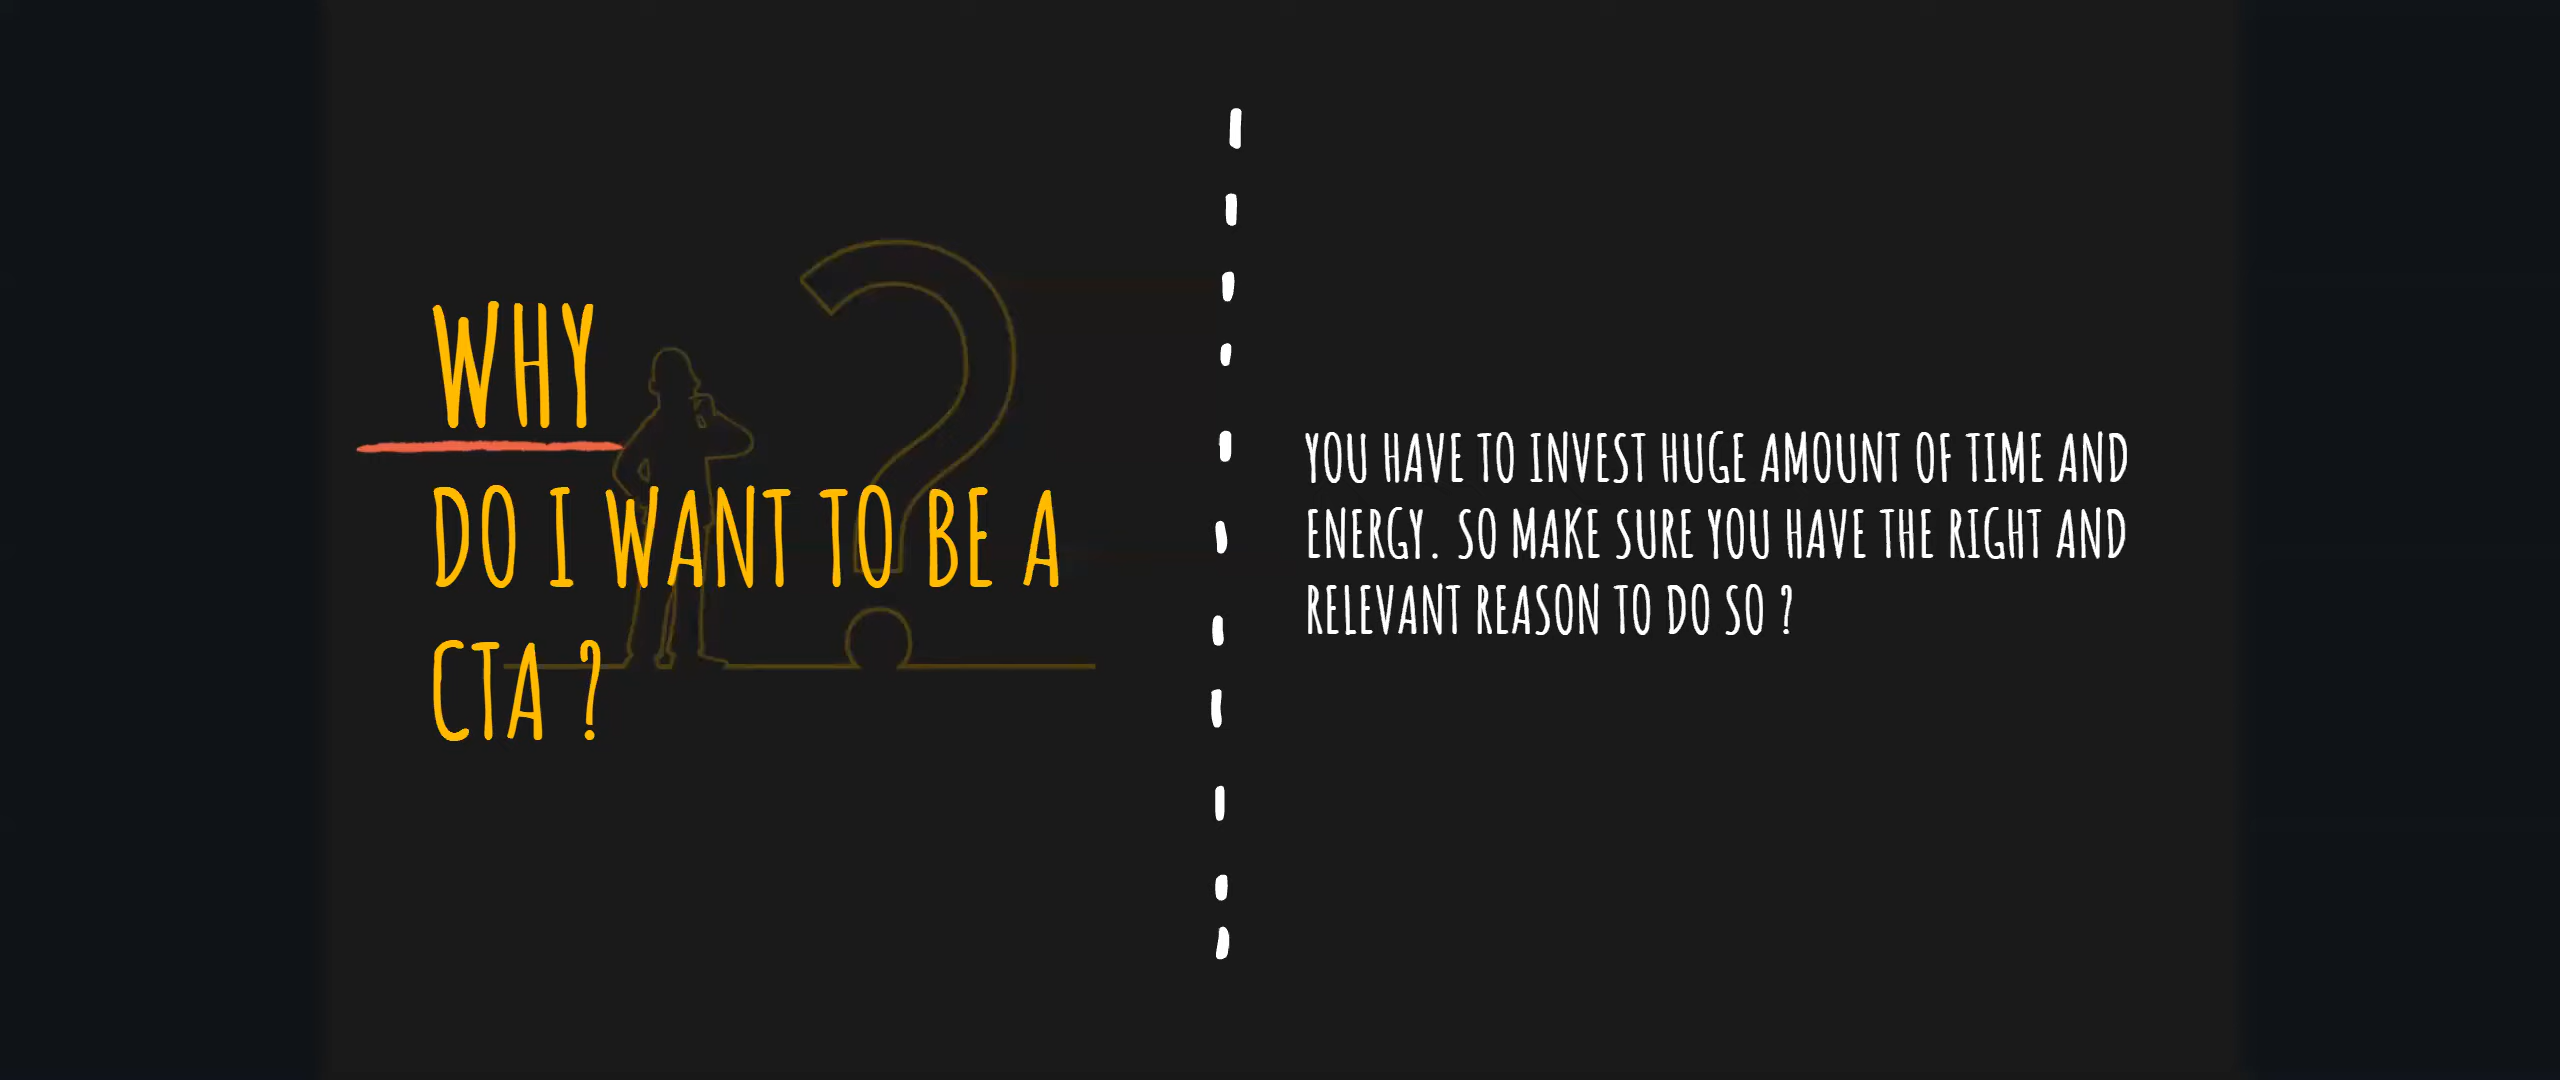 WHY
DO I WANT TO BE A
CTA ?
YOU HAVE TO INVEST HUGE AMOUNT OF TIME AND
ENERGY. SO MAKE SURE YOU HAVE THE RIGHT AND
RELEVANT REASON TO DO SO ?